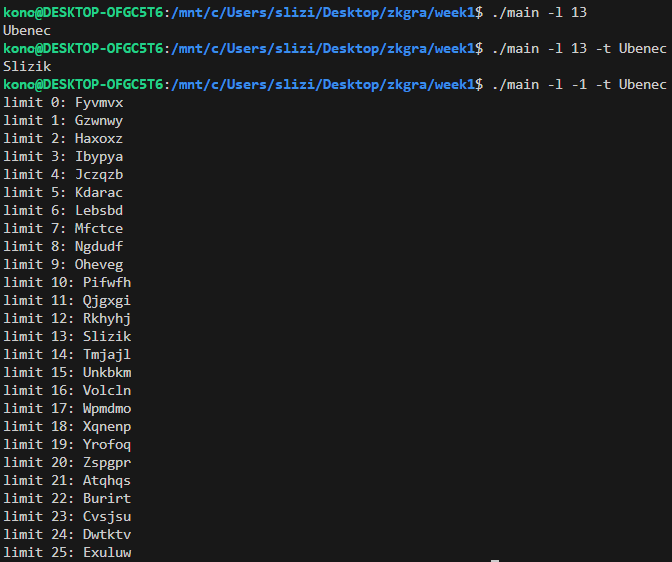 kono@DESKTOP-OFGC5T6:/mnt/c/Users/slizi/Desktop/zkgra/week1$ ./main -l 13
Ubenec
kono@DESKTOP-OFGC5T6:/mnt/c/Users/slizi/Desktop/zkgra/week1$ ./main -l 13 -t Ubenec
Slizik
kono@DESKTOP-OFGC5T6:/mnt/c/Users/slizi/Desktop/zkgra/week1$ ./main -l -1 -t Ubenec
limit 0: Fyvmvx
limit 1: Gzwnwy
limit 2: Haxoxz
limit 3: Ibypya
limit 4: Jczqzb
limit 5: Kdarac
limit 6: Lebsbd
limit 7: Mfctce
limit 8: Ngdudf
limit 9: Oheveg
limit 10: Pifwfh
limit 11: Qjgxgi
limit 12: Rkhyhj
limit 13: Slizik
limit 14: Tmjajl
limit 15: Unkbkm
limit 16: Volcln
limit 17: Wpmdmo
limit 18: Xqnenp
limit 19: Yrofoq
limit 20: Zspgpr
limit 21: Atqhqs
limit 22: Burirt
limit 23: Cvsjsu
limit 24: Dwtktv
limit 25: Exuluw